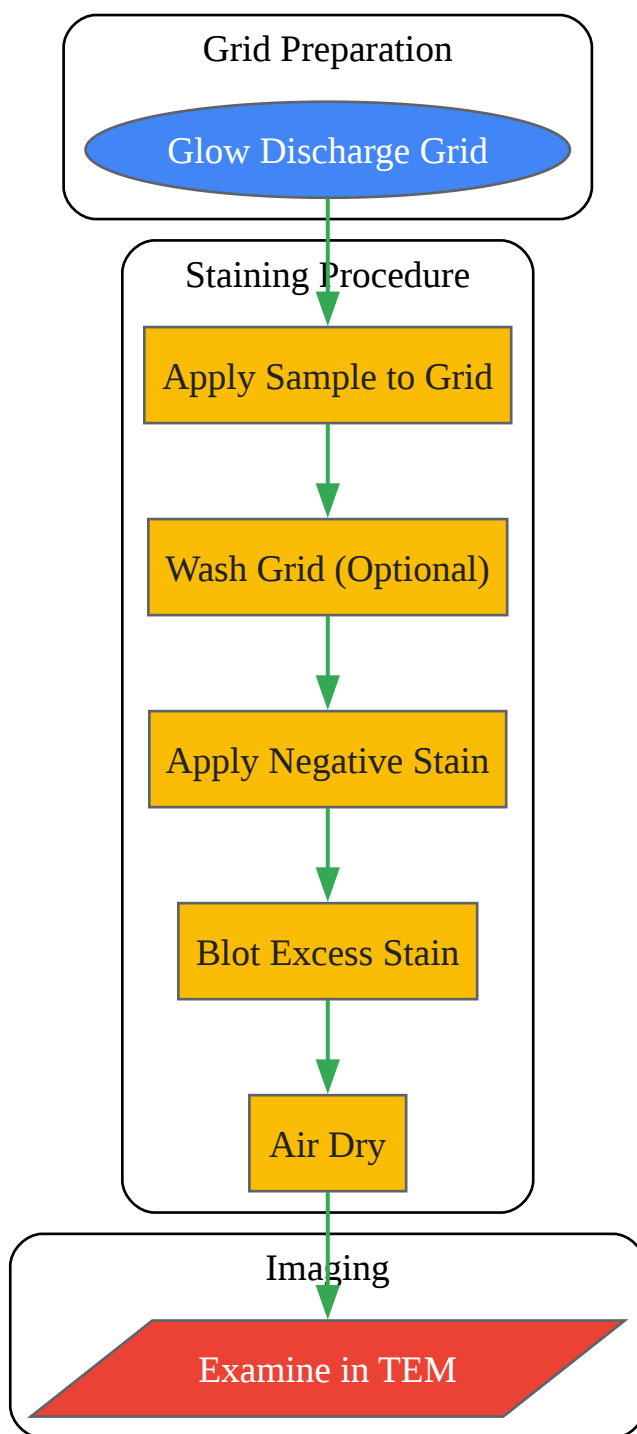 Grid Preparation
Glow Discharge Grid
Staining Procedure
Apply Sample to Grid
Wash Grid (Optional)
Apply Negative Stain
Blot Excess Stain
Air Dry
Imaging
Examine in TEM